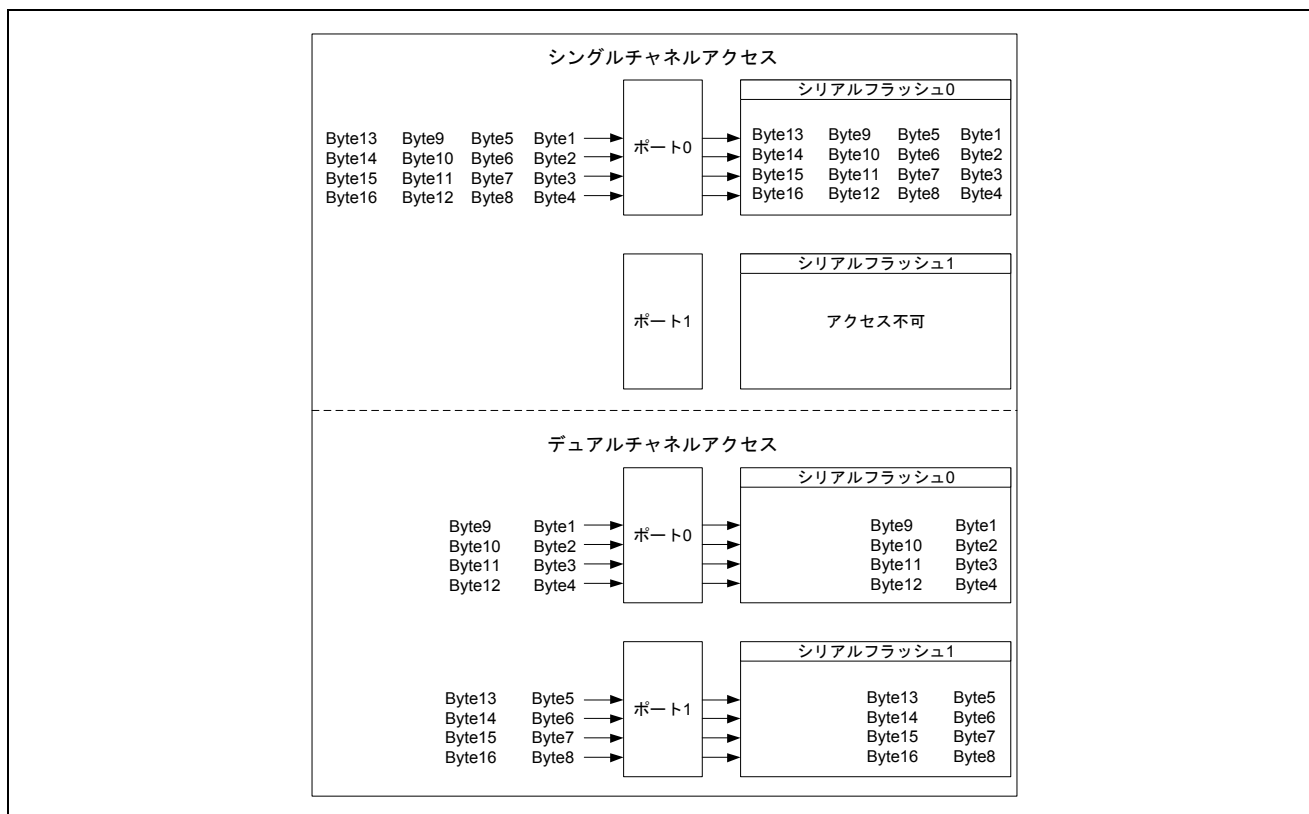 シングルチャネルアクセス
シリアルフラッシュ0
Byte13 Byte9 Byte5 Byte1
Byte14 Byte10 Byte6 Byte2
Byte15 Byte11 Byte7 Byte3
Byte16 Byte12 Byte8 Byte4
ポート0
Byte13 Byte9 Byte5 Byte1
Byte14 Byte10 Byte6 Byte2
Byte15 Byte11 Byte7 Byte3
Byte16 Byte12 Byte8 Byte4
シリアルフラッシュ1
ポート1
アクセス不可
デュアルチャネルアクセス
シリアルフラッシュ0
Byte9 Byte1
Byte10 Byte2
Byte11 Byte3
Byte12 Byte4
ポート0
Byte9 Byte1
Byte10 Byte2
Byte11 Byte3
Byte12 Byte4
シリアルフラッシュ1
Byte13 Byte5
Byte14 Byte6
Byte15 Byte7
Byte16 Byte8
ポート1
Byte13 Byte5
Byte14 Byte6
Byte15 Byte7
Byte16 Byte8